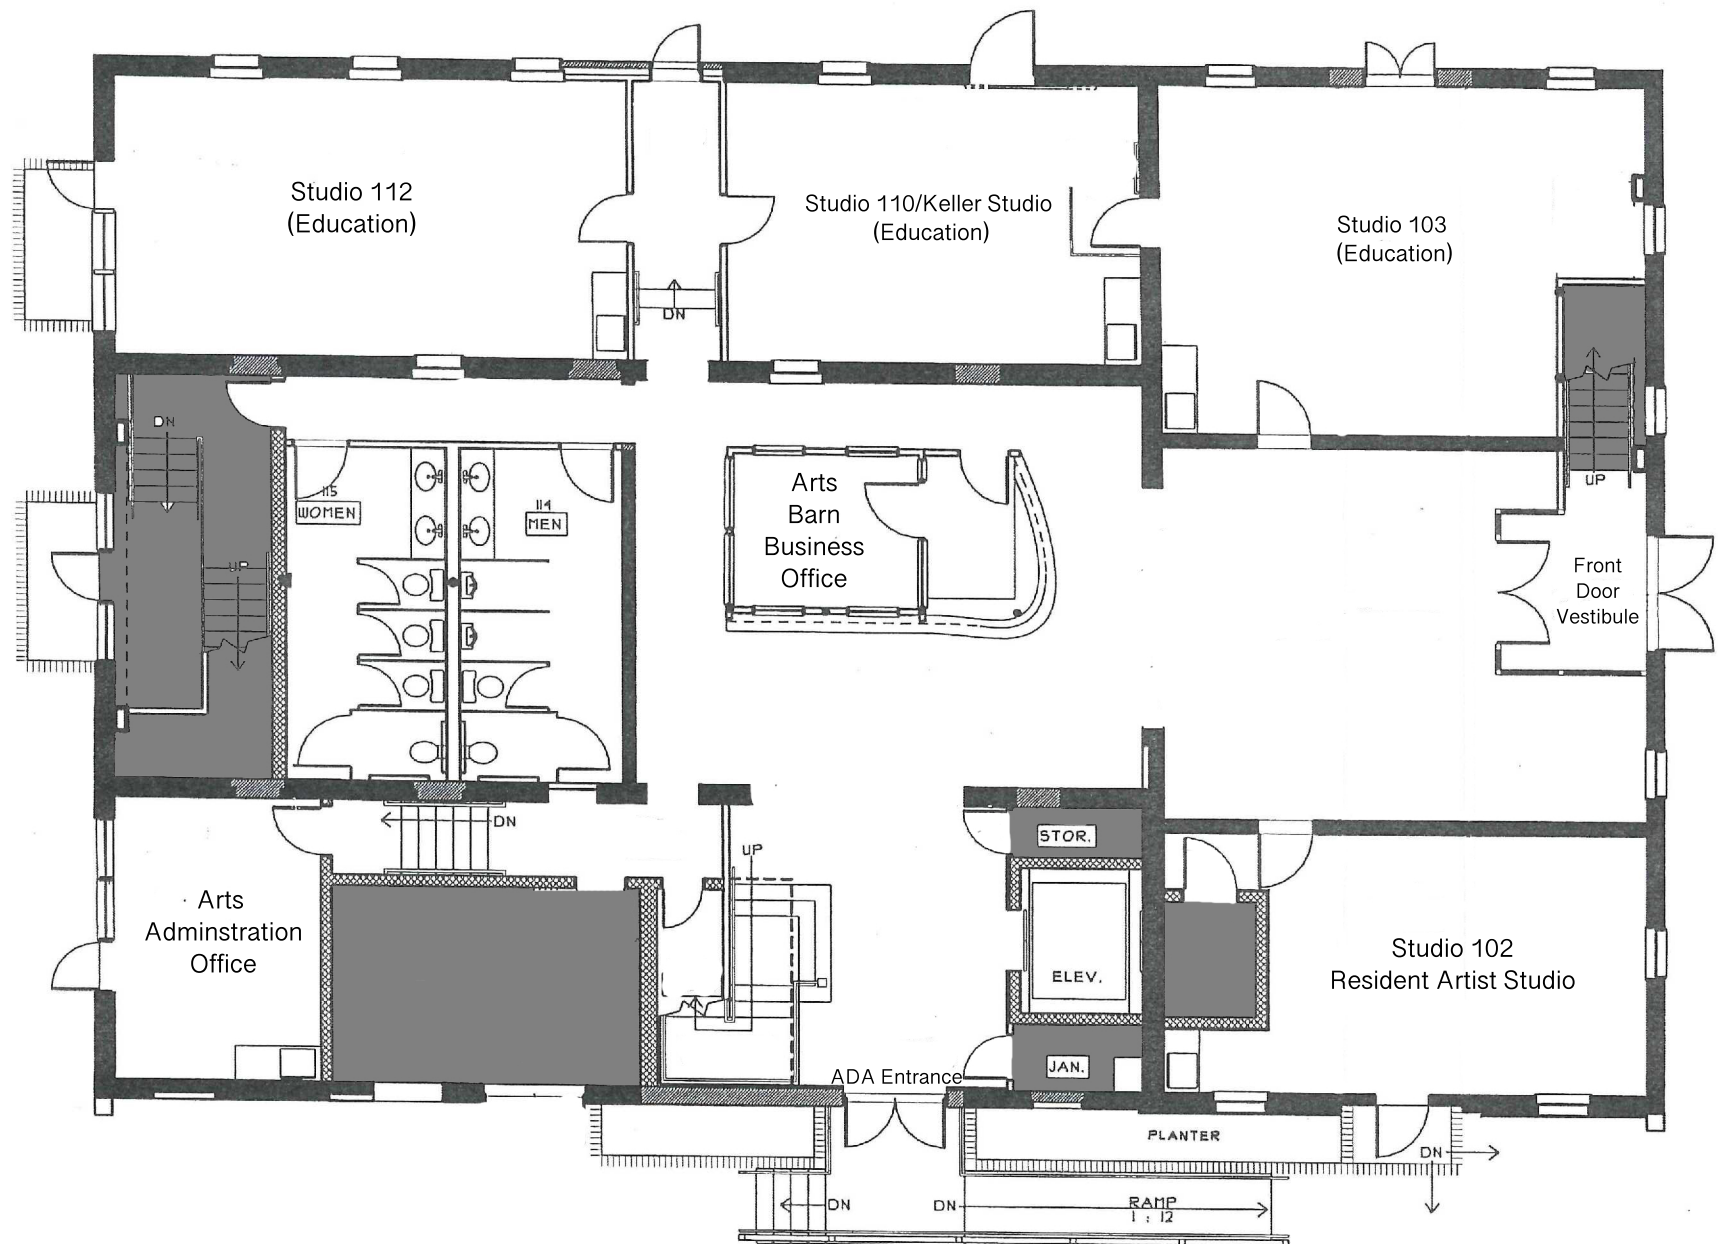 Studio 112
(Education)
Studio 110/Keller Studio
(Education)
Studio 103
(Education)
DN
DN
UP
UP
115
WOMEN
114
MEN
Arts
Barn
Business
Office
Front
Door
Vestibule
DN
UP
STOR.
ELEV.
JAN.
Arts
Adminstration
Office
Studio 102
Resident Artist Studio
ADA Entrance
PLANTER
DN
DN
DN
RAMP
1 : 12